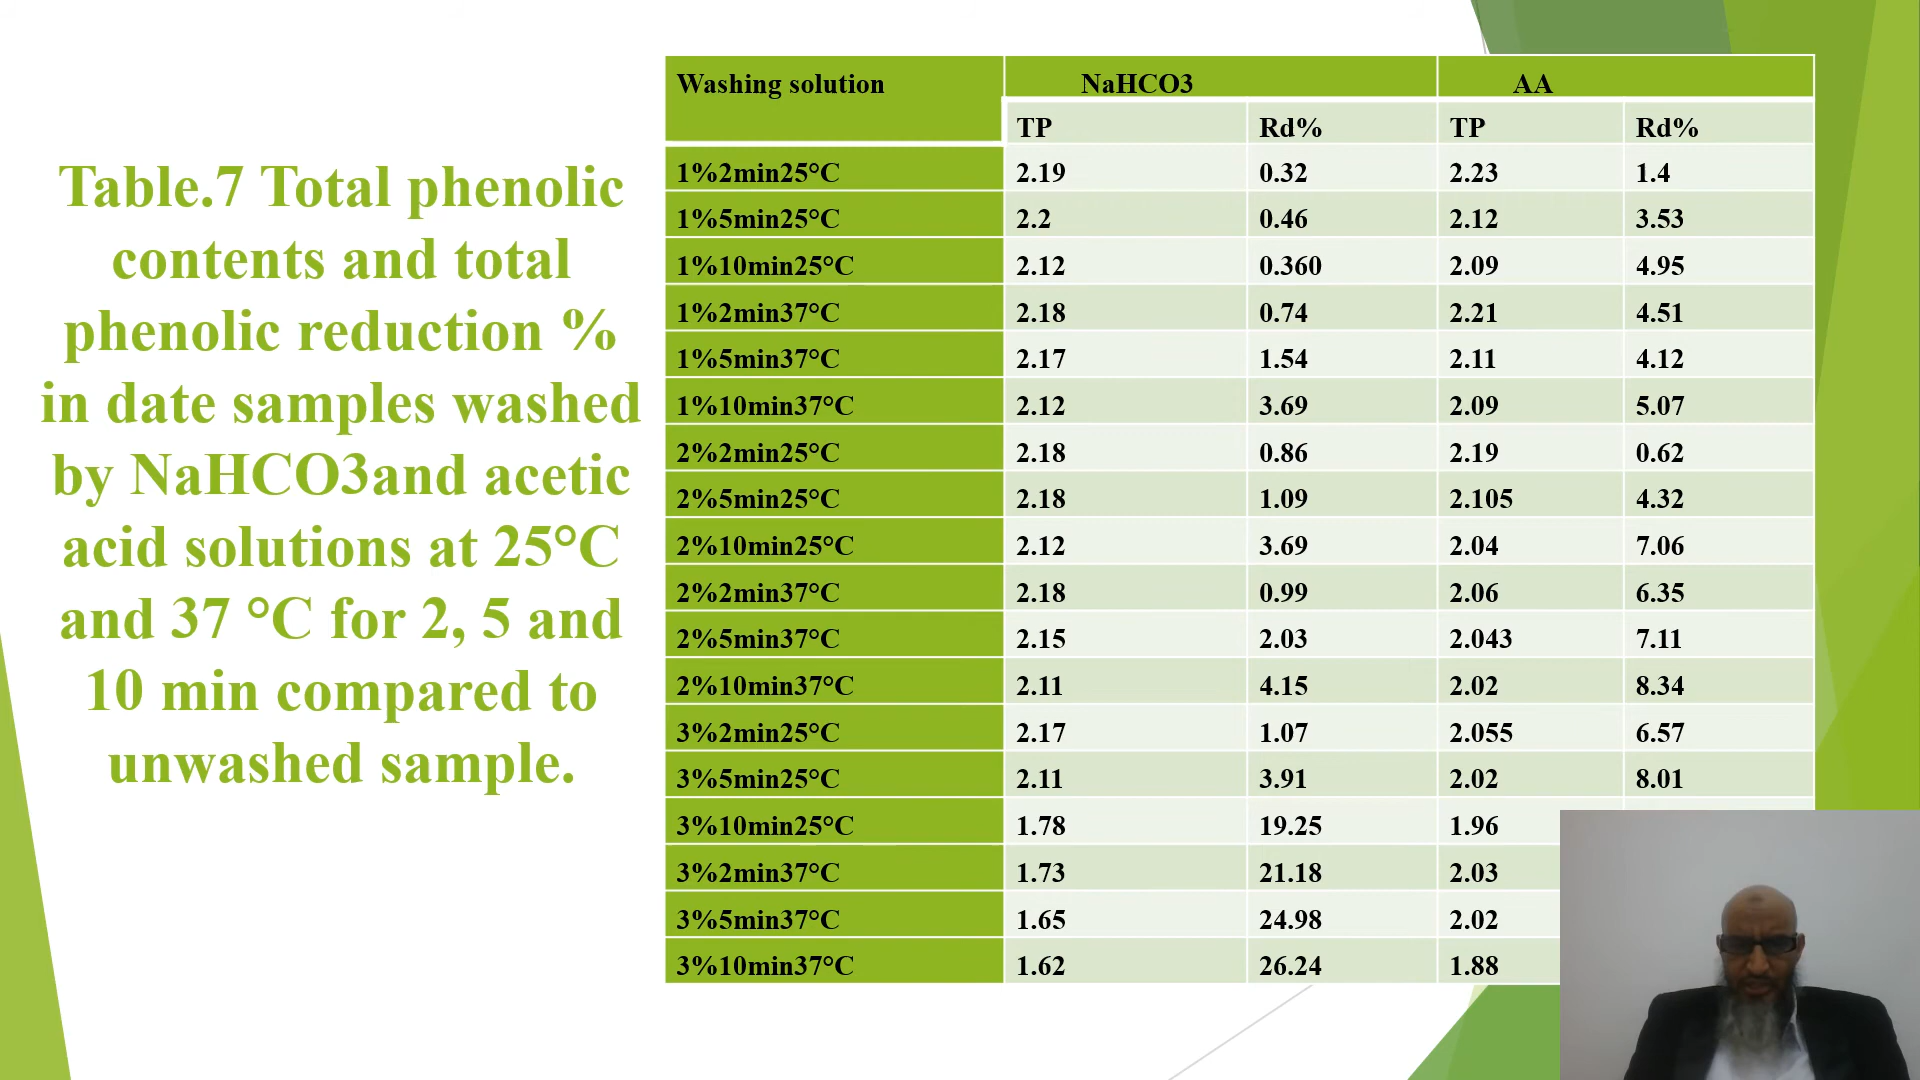 Table.7 Total phenolic
contents and total
phenolic reduction %
in date samples washed
by NaHCO3and acetic
acid solutions at 25°C
and 37 °C for 2, 5 and
10 min compared to
unwashed sample.
Washing solution NaHCO3 AA
TP Rd% TP Rd%
1%2min25°C 2.19 0.32 2.23 1.4
1%5min25°C 2.2 0.46 2.12 3.53
1%10min25°C 2.12 0.360 2.09 4.95
1%2min37°C 2.18 0.74 2.21 4.51
1%5min37°C 2.17 1.54 2.11 4.12
1%10min37°C 2.12 3.69 2.09 5.07
2%2min25°C 2.18 0.86 2.19 0.62
2%5min25°C 2.18 1.09 2.105 4.32
2%10min25°C 2.12 3.69 2.04 7.06
2%2min37°C 2.18 0.99 2.06 6.35
2%5min37°C 2.15 2.03 2.043 7.11
2%10min37°C 2.11 4.15 2.02 8.34
3%2min25°C 2.17 1.07 2.055 6.57
3%5min25°C 2.11 3.91 2.02 8.01
3%10min25°C 1.78 19.25 1.96
3%2min37°C 1.73 21.18 2.03
3%5min37°C 1.65 24.98 2.02
3%10min37°C 1.62 26.24 1.88